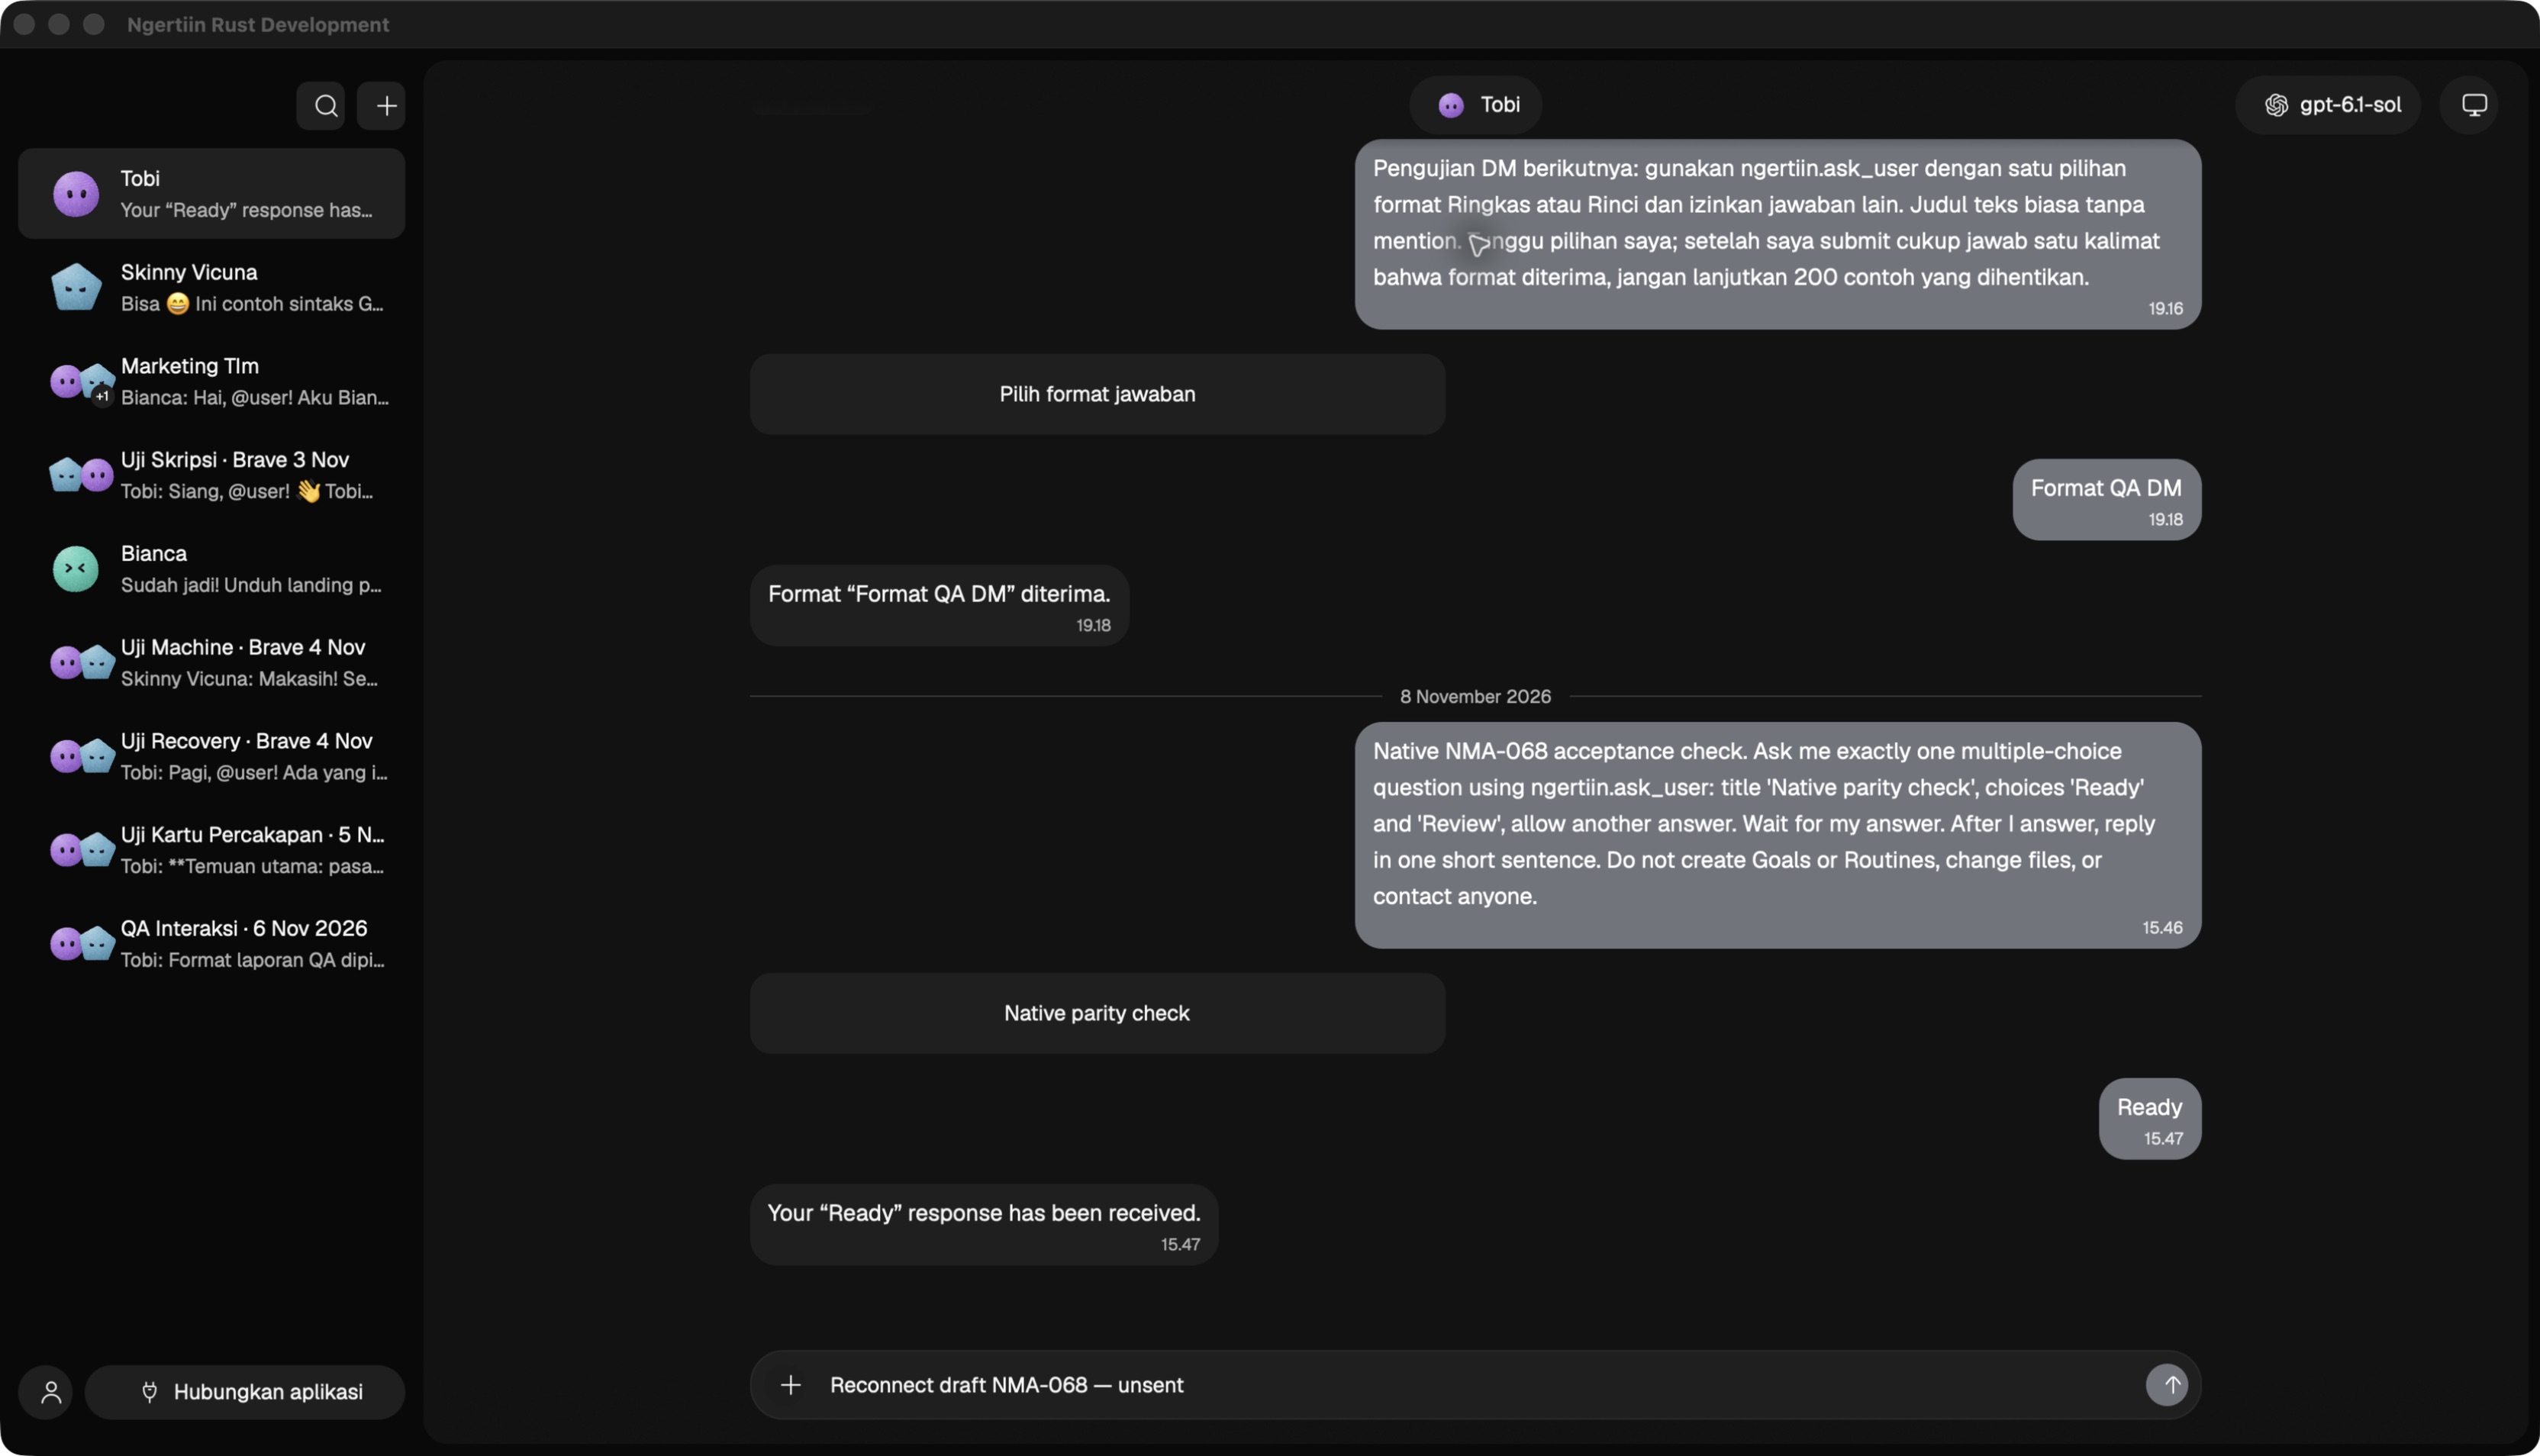 Ngertiin Rust Development
Tobi
Your “Ready” response has...
Skinny Vicuna
Bisa 😄 Ini contoh sintaks G...
Marketing TIm
+1
Bianca: Hai, @user! Aku Bian...
Uji Skripsi · Brave 3 Nov
Tobi: Siang, @user! 👋 Tobi...
Bianca
Sudah jadi! Unduh landing p...
Uji Machine · Brave 4 Nov
Skinny Vicuna: Makasih! Se...
Uji Recovery · Brave 4 Nov
Tobi: Pagi, @user! Ada yang i...
Uji Kartu Percakapan · 5 N...
Tobi: **Temuan utama: pasa...
QA Interaksi · 6 Nov 2026
Tobi: Format laporan QA dipi...
Hubungkan aplikasi
Tobi
gpt-6.1-sol
Pengujian DM berikutnya: gunakan ngertiin.ask_user dengan satu pilihan
format Ringkas atau Rinci dan izinkan jawaban lain. Judul teks biasa tanpa
mention. Tunggu pilihan saya; setelah saya submit cukup jawab satu kalimat
bahwa format diterima, jangan lanjutkan 200 contoh yang dihentikan.
19.16
Pilih format jawaban
Format QA DM
19.18
Format “Format QA DM” diterima.
19.18
8 November 2026
Native NMA-068 acceptance check. Ask me exactly one multiple-choice
question using ngertiin.ask_user: title 'Native parity check', choices 'Ready'
and 'Review', allow another answer. Wait for my answer. After I answer, reply
in one short sentence. Do not create Goals or Routines, change files, or
contact anyone.
15.46
Native parity check
Ready
15.47
Your “Ready” response has been received.
15.47
Reconnect draft NMA-068 — unsent